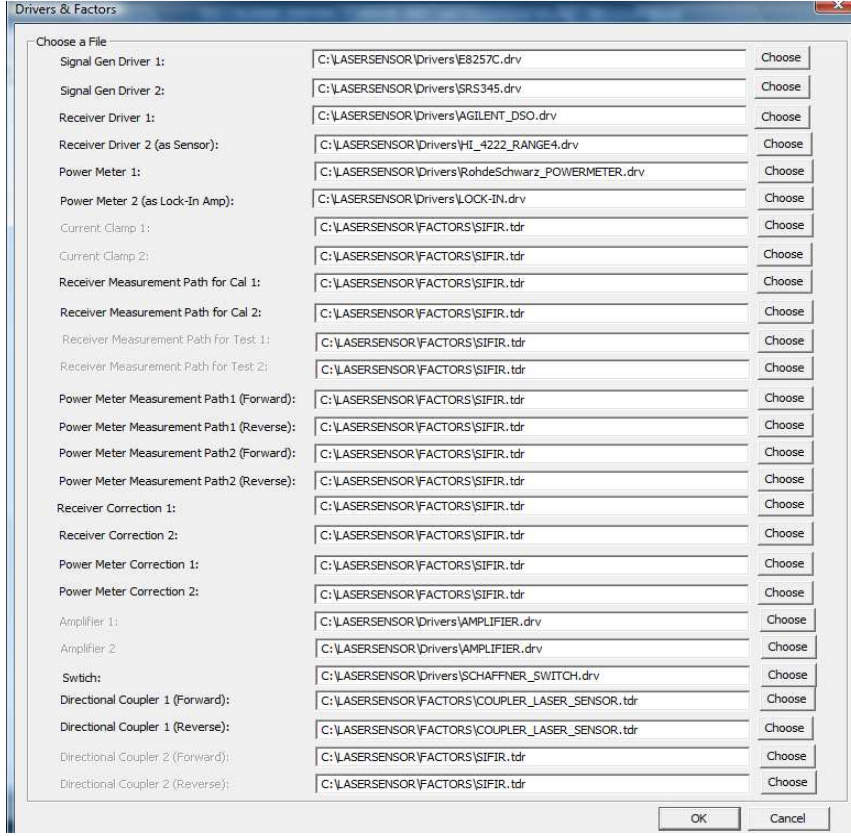 Drivers & Factors
Choose a File
Signal Gen Driver 1: C:\LASERSENSOR\Drivers\E8257C.drv Choose
Signal Gen Driver 2: C:\LASERSENSOR\Drivers\SRS345.drv Choose
Receiver Driver 1: C:\LASERSENSOR\Drivers\AGILENT_DSO.drv Choose
Receiver Driver 2 (as Sensor): C:\LASERSENSOR\Drivers\HI_4222_RANGE4.drv Choose
Power Meter 1: C:\LASERSENSOR\Drivers\RohdeSchwarz_POWERMETER.drv Choose
Power Meter 2 (as Lock-In Amp): C:\LASERSENSOR\Drivers\LOCK-IN.drv Choose
Current Clamp 1: C:\LASERSENSOR\FACTORS\SIFIR.tdr Choose
Current Clamp 2: C:\LASERSENSOR\FACTORS\SIFIR.tdr Choose
Receiver Measurement Path for Cal 1: C:\LASERSENSOR\FACTORS\SIFIR.tdr Choose
Receiver Measurement Path for Cal 2: C:\LASERSENSOR\FACTORS\SIFIR.tdr Choose
Receiver Measurement Path for Test 1: C:\LASERSENSOR\FACTORS\SIFIR.tdr Choose
Receiver Measurement Path for Test 2: C:\LASERSENSOR\FACTORS\SIFIR.tdr Choose
Power Meter Measurement Path1 (Forward): C:\LASERSENSOR\FACTORS\SIFIR.tdr Choose
Power Meter Measurement Path1 (Reverse): C:\LASERSENSOR\FACTORS\SIFIR.tdr Choose
Power Meter Measurement Path2 (Forward): C:\LASERSENSOR\FACTORS\SIFIR.tdr Choose
Power Meter Measurement Path2 (Reverse): C:\LASERSENSOR\FACTORS\SIFIR.tdr Choose
Receiver Correction 1: C:\LASERSENSOR\FACTORS\SIFIR.tdr Choose
Receiver Correction 2: C:\LASERSENSOR\FACTORS\SIFIR.tdr Choose
Power Meter Correction 1: C:\LASERSENSOR\FACTORS\SIFIR.tdr Choose
Power Meter Correction 2: C:\LASERSENSOR\FACTORS\SIFIR.tdr Choose
Amplifier 1: C:\LASERSENSOR\Drivers\AMPLIFIER.drv Choose
Amplifier 2 C:\LASERSENSOR\Drivers\AMPLIFIER.drv Choose
Swtich: C:\LASERSENSOR\Drivers\SCHAFFNER_SWITCH.drv Choose
Directional Coupler 1 (Forward): C:\LASERSENSOR\FACTORS\COUPLER_LASER_SENSOR.tdr Choose
Directional Coupler 1 (Reverse): C:\LASERSENSOR\FACTORS\COUPLER_LASER_SENSOR.tdr Choose
Directional Coupler 2 (Forward): C:\LASERSENSOR\FACTORS\SIFIR.tdr Choose
Directional Coupler 2 (Reverse): C:\LASERSENSOR\FACTORS\SIFIR.tdr Choose
OK Cancel